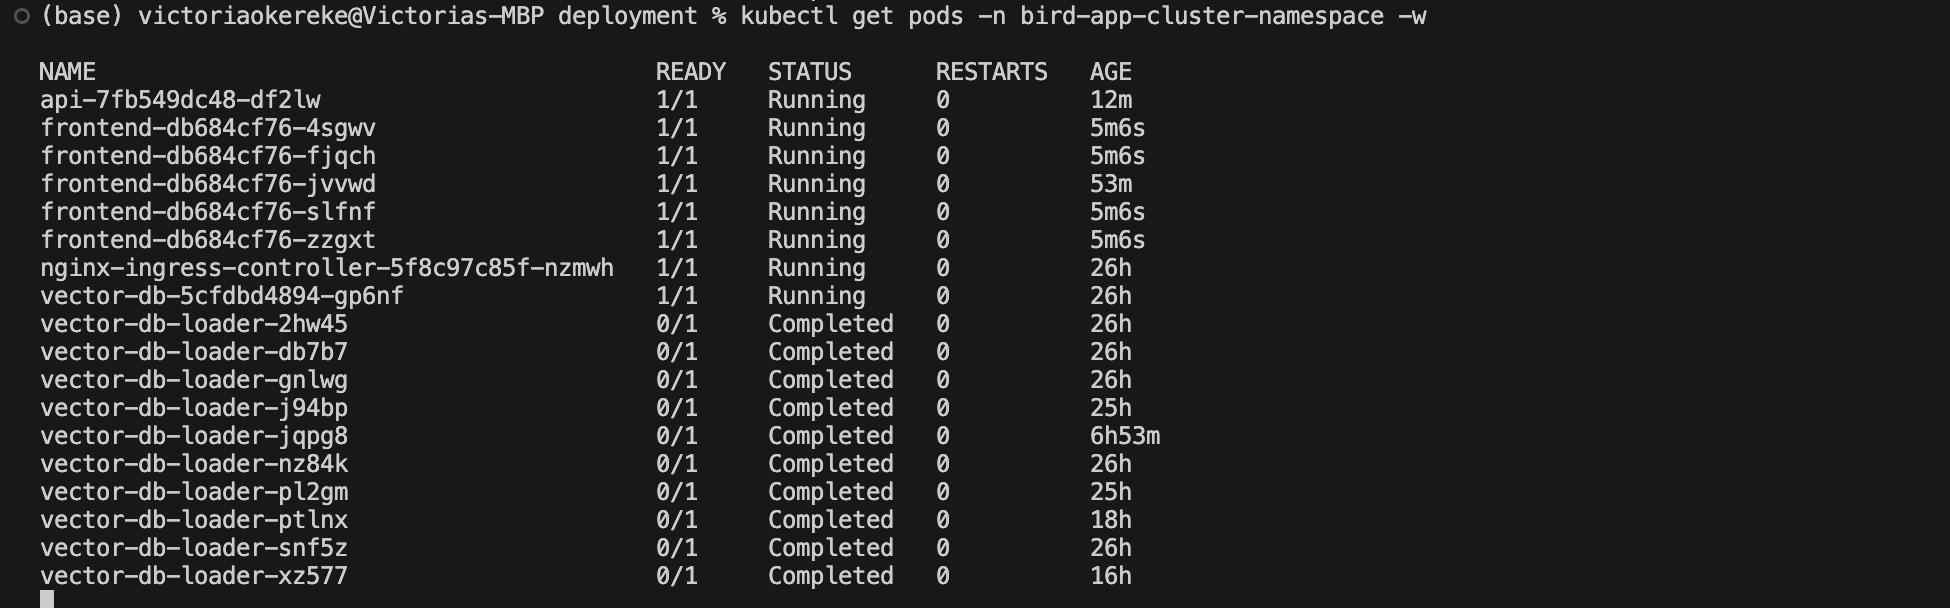 (base) victoriaokereke@Victorias-MBP deployment % kubectl get pods -n bird-app-cluster-namespace -w
NAME READY STATUS RESTARTS AGE
api-7fb549dc48-df2lw 1/1 Running 0 12m
frontend-db684cf76-4sgwv 1/1 Running 0 5m6s
frontend-db684cf76-fjqch 1/1 Running 0 5m6s
frontend-db684cf76-jvvwd 1/1 Running 0 53m
frontend-db684cf76-slfnf 1/1 Running 0 5m6s
frontend-db684cf76-zzgxt 1/1 Running 0 5m6s
nginx-ingress-controller-5f8c97c85f-nzmwh 1/1 Running 0 26h
vector-db-5cfdbd4894-gp6nf 1/1 Running 0 26h
vector-db-loader-2hw45 0/1 Completed 0 26h
vector-db-loader-db7b7 0/1 Completed 0 26h
vector-db-loader-gnlwg 0/1 Completed 0 26h
vector-db-loader-j94bp 0/1 Completed 0 25h
vector-db-loader-jqpg8 0/1 Completed 0 6h53m
vector-db-loader-nz84k 0/1 Completed 0 26h
vector-db-loader-pl2gm 0/1 Completed 0 25h
vector-db-loader-ptlnx 0/1 Completed 0 18h
vector-db-loader-snf5z 0/1 Completed 0 26h
vector-db-loader-xz577 0/1 Completed 0 16h